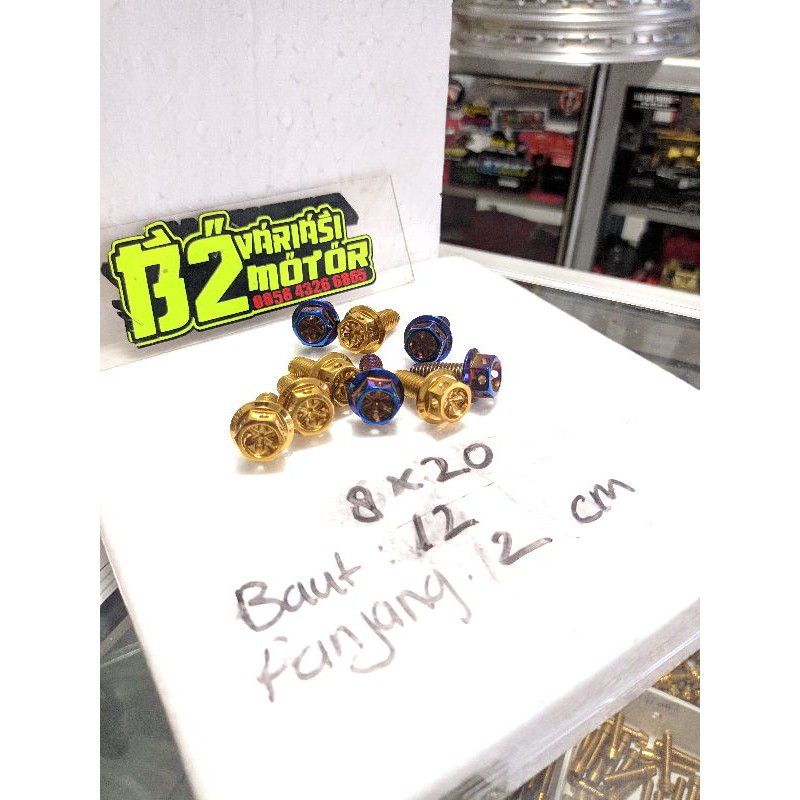 B2 VARIASI
MOTOR
0858 4326 6865
8 x 20
Baut : 12
Panjang . 2 cm